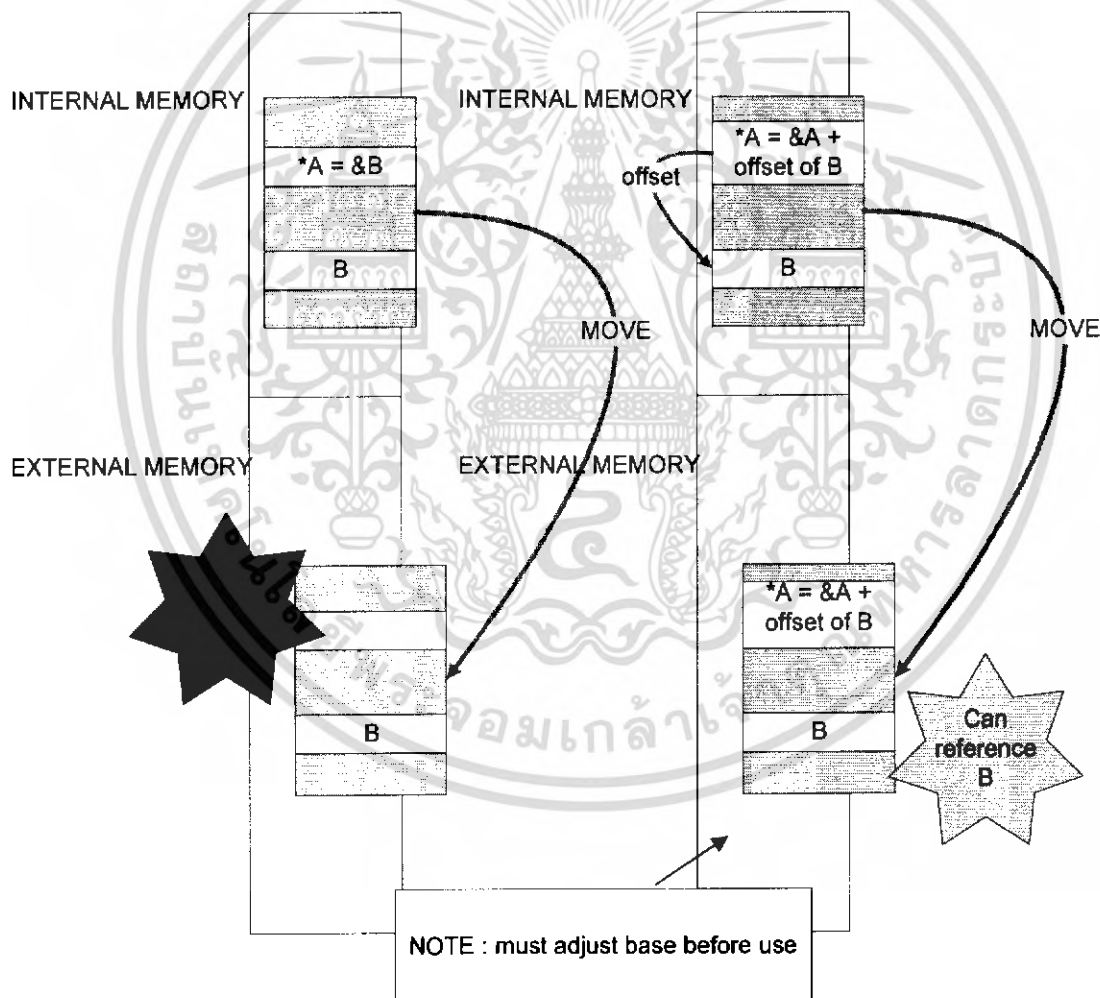 INTERNAL MEMORY
*A = &B
B
MOVE
EXTERNAL MEMORY
B
INTERNAL MEMORY
*A = &A +
offset of B
offset
B
MOVE
EXTERNAL MEMORY
*A = &A +
offset of B
B
Can
reference
B
NOTE : must adjust base before use